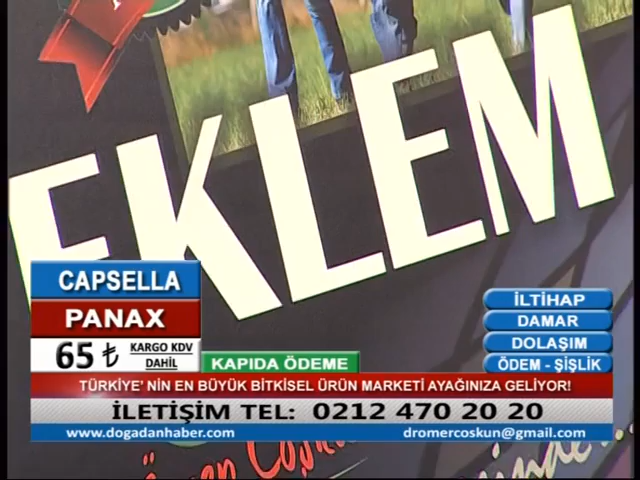 EKLEM
CAPSELLA
PANAX
65 ₺ KARGO KDV
DAHİL
KAPIDA ÖDEME
İLTİHAP
DAMAR
DOLAŞIM
ÖDEM - ŞİŞLİK
TÜRKİYE' NİN EN BÜYÜK BİTKİSEL ÜRÜN MARKETİ AYAĞINIZA GELİYOR!
İLETİŞİM TEL: 0212 470 20 20
www.dogadanhaber.com
dromercoskun@gmail.com